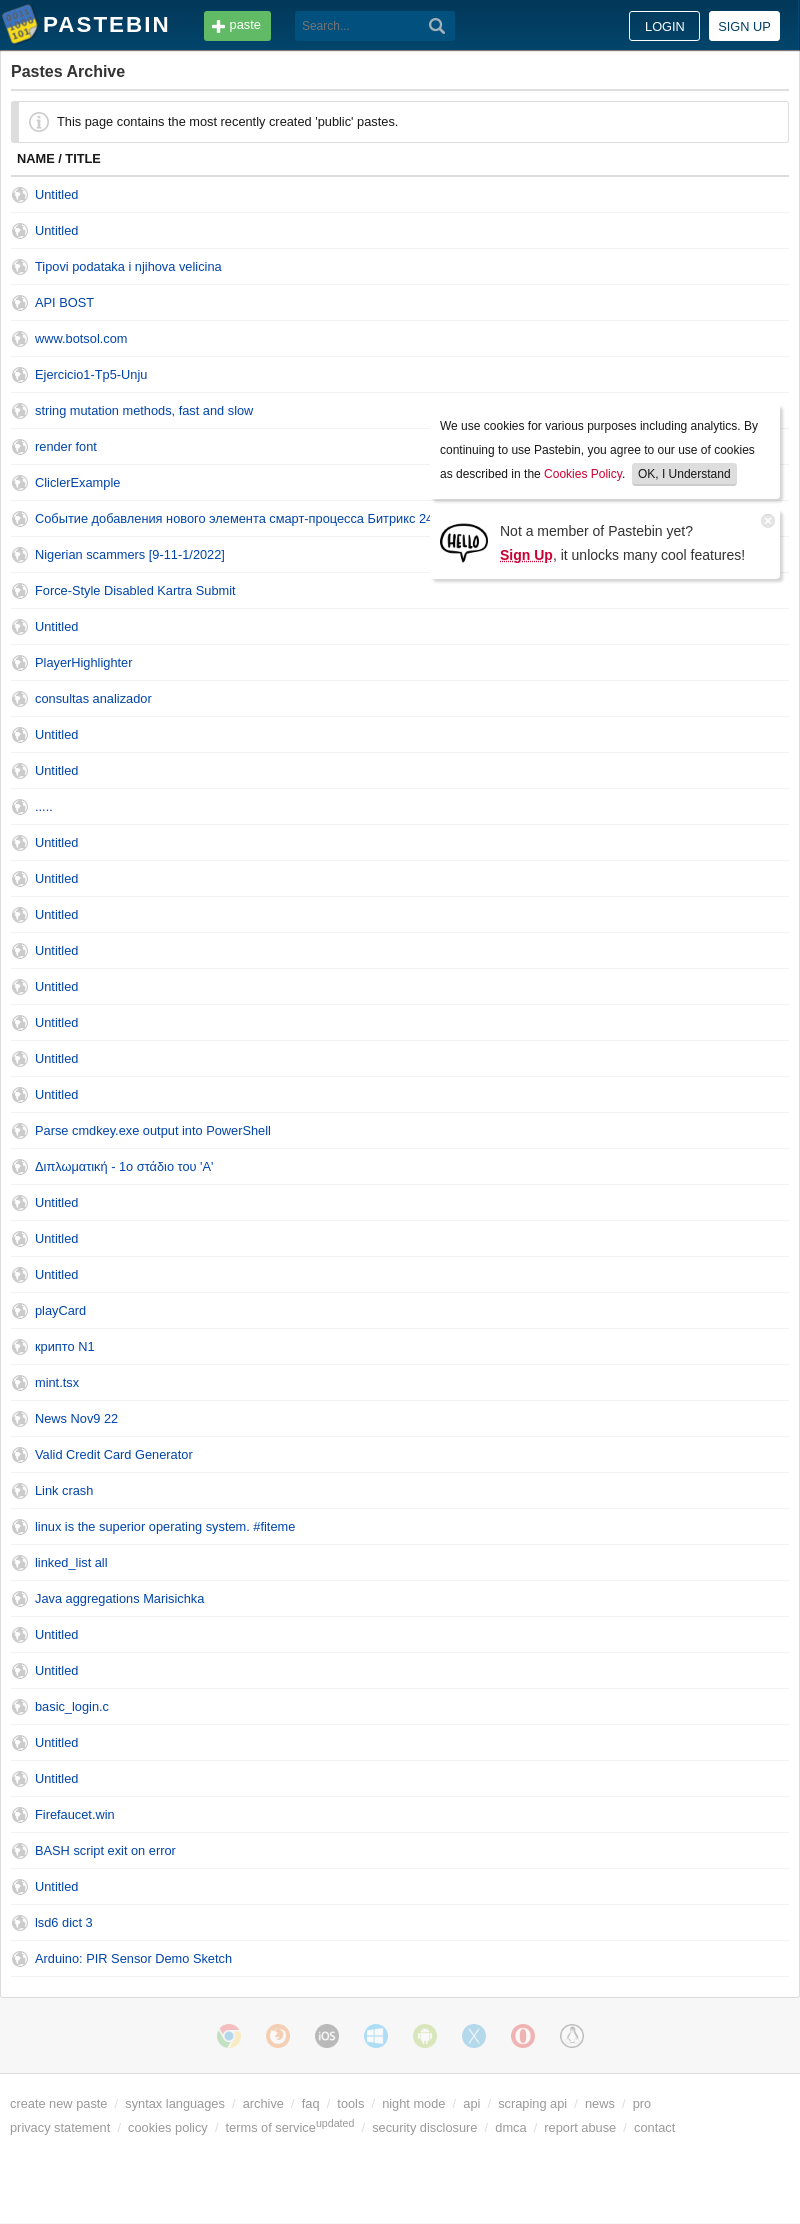 PASTEBIN
paste
Search...
LOGIN
SIGN UP
Pastes Archive
This page contains the most recently created 'public' pastes.
NAME / TITLE
Untitled
Untitled
Tipovi podataka i njihova velicina
API BOST
www.botsol.com
Ejercicio1-Tp5-Unju
string mutation methods, fast and slow
render font
CliclerExample
Событие добавления нового элемента смарт-процесса Битрикс 24
Nigerian scammers [9-11-1/2022]
Force-Style Disabled Kartra Submit
We use cookies for various purposes including analytics. By
continuing to use Pastebin, you agree to our use of cookies
as described in the Cookies Policy. OK, I Understand
HELLO
Not a member of Pastebin yet?
Sign Up, it unlocks many cool features!
Untitled
PlayerHighlighter
consultas analizador
Untitled
Untitled
.....
Untitled
Untitled
Untitled
Untitled
Untitled
Untitled
Untitled
Untitled
Parse cmdkey.exe output into PowerShell
Διπλωματική - 1ο στάδιο του 'Α'
Untitled
Untitled
Untitled
playCard
крипто N1
mint.tsx
News Nov9 22
Valid Credit Card Generator
Link crash
linux is the superior operating system. #fiteme
linked_list all
Java aggregations Marisichka
Untitled
Untitled
basic_login.c
Untitled
Untitled
Firefaucet.win
BASH script exit on error
Untitled
lsd6 dict 3
Arduino: PIR Sensor Demo Sketch
iOS
create new paste / syntax languages / archive / faq / tools / night mode / api / scraping api / news / pro
privacy statement / cookies policy / terms of service updated / security disclosure / dmca / report abuse / contact